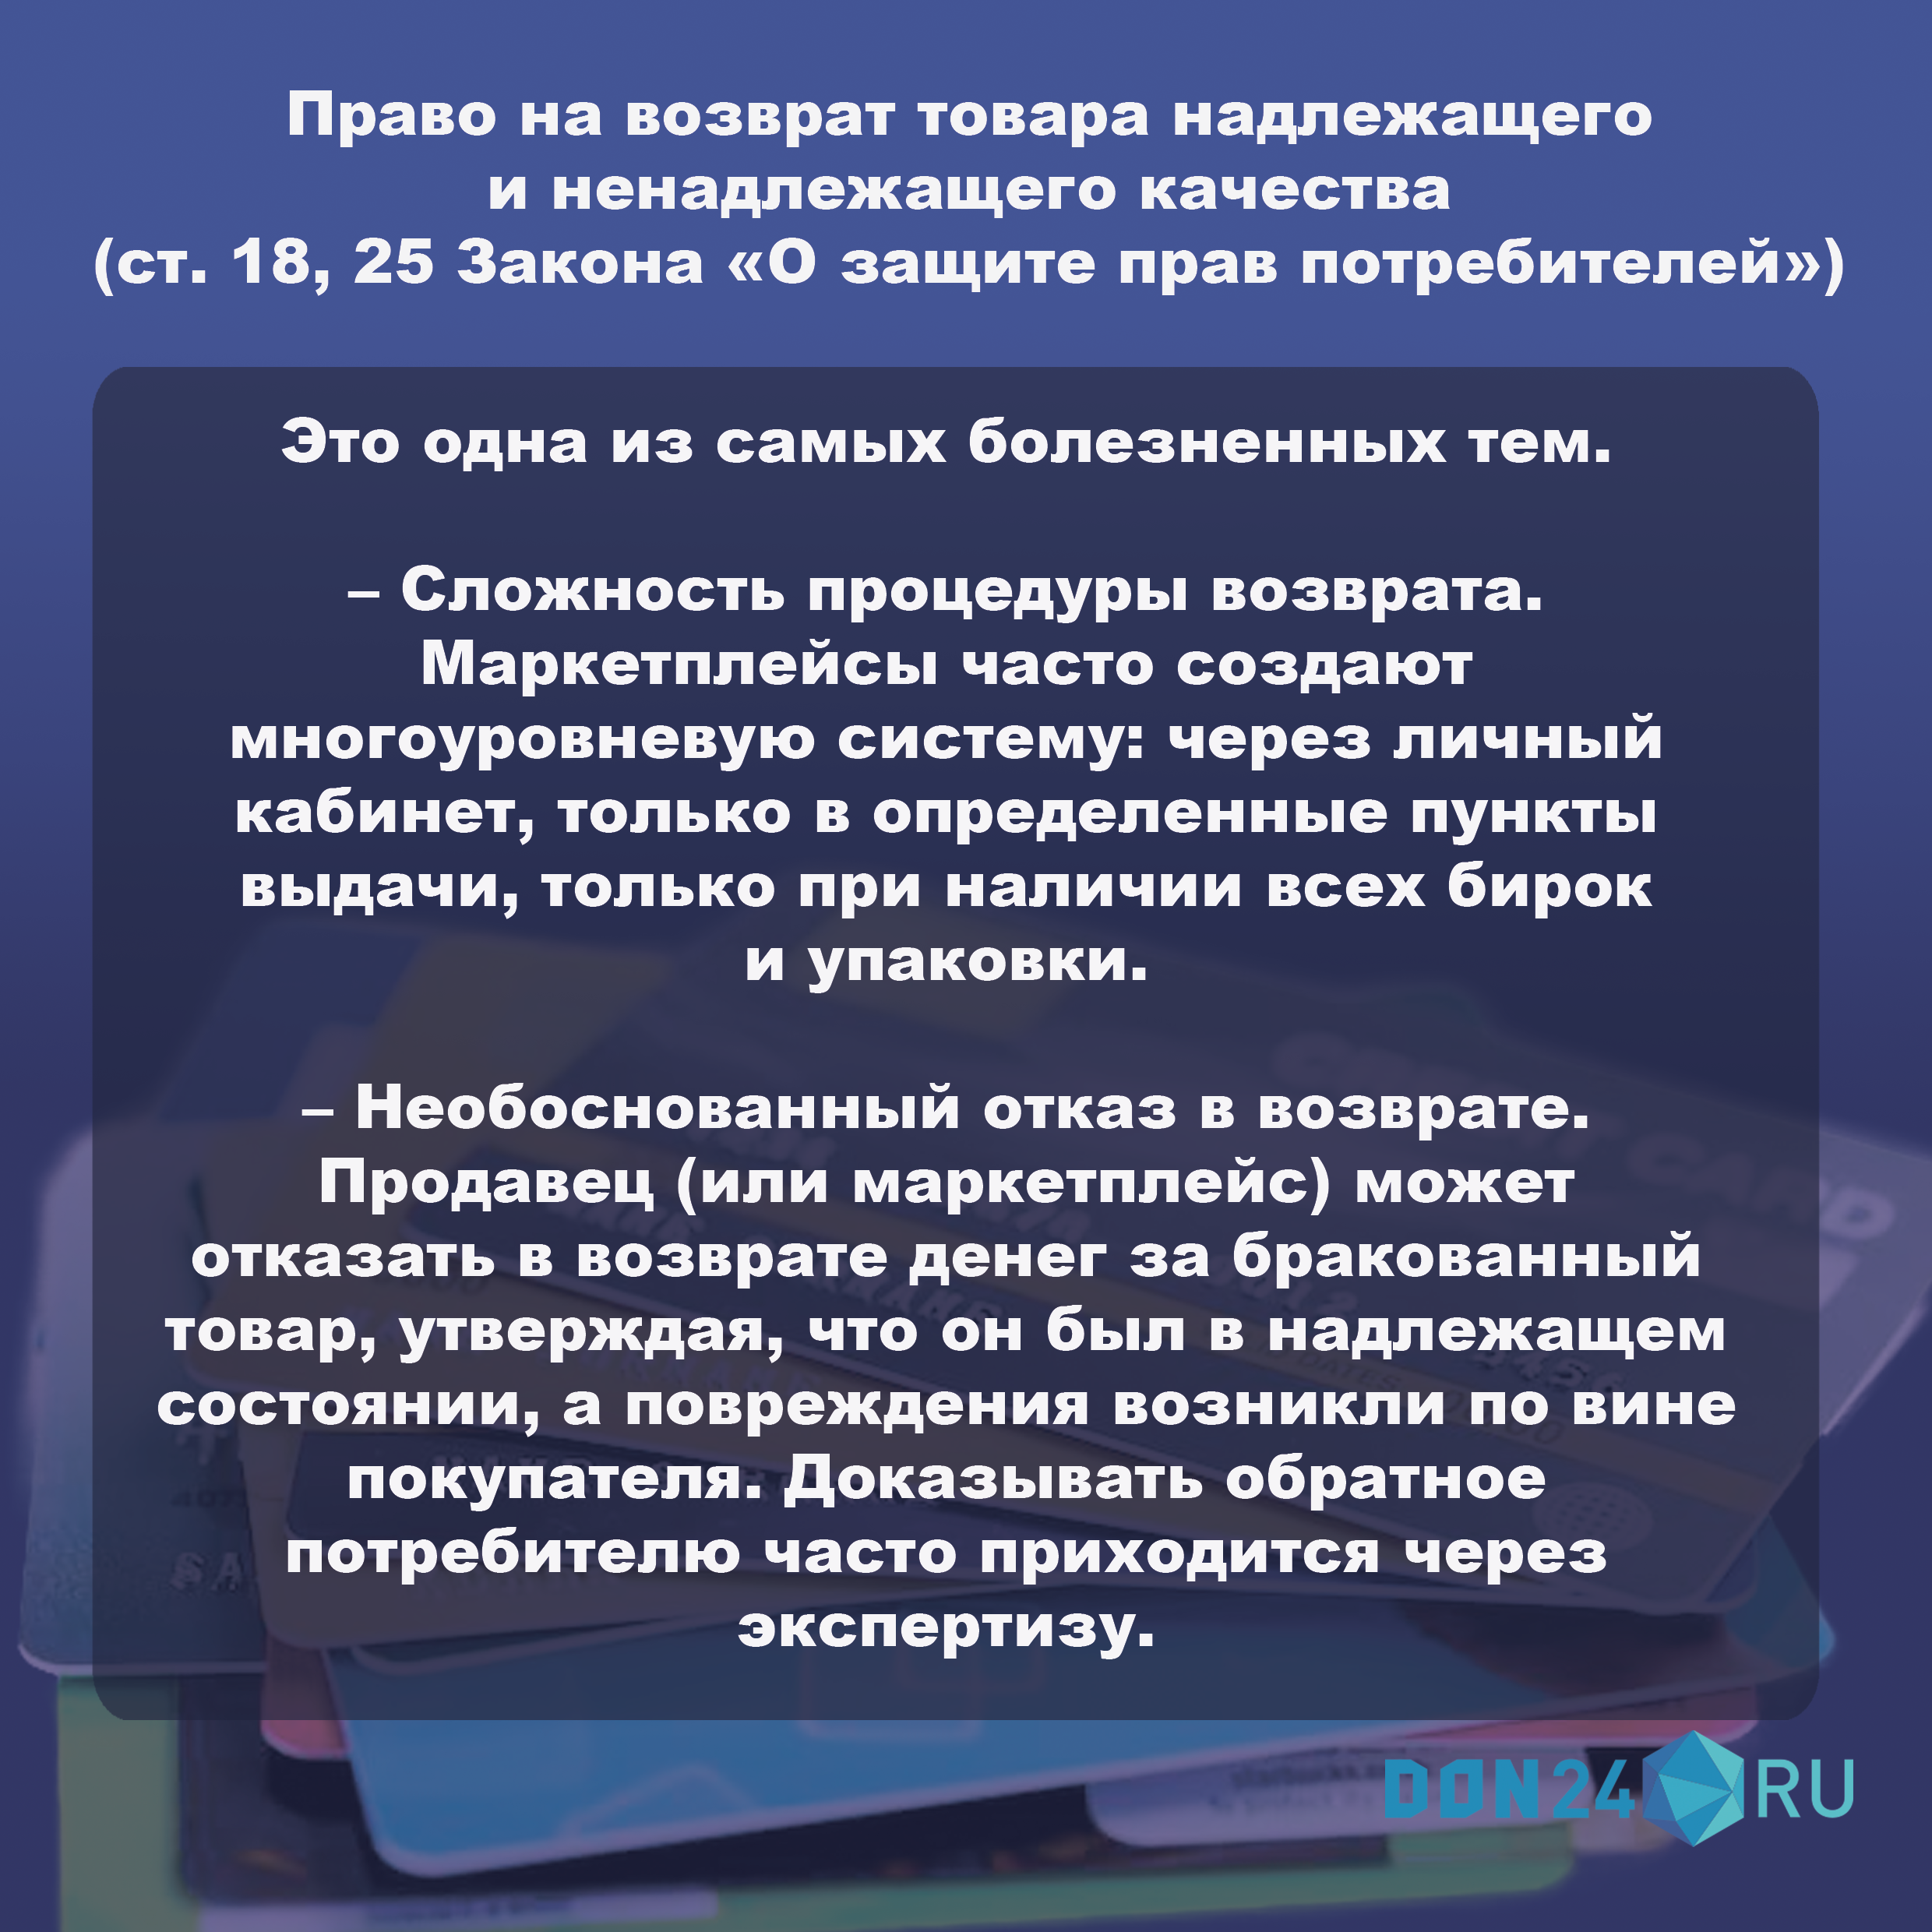 Право на возврат товара надлежащего
и ненадлежащего качества
(ст. 18, 25 Закона «О защите прав потребителей»)
Это одна из самых болезненных тем.
– Сложность процедуры возврата.
Маркетплейсы часто создают
многоуровневую систему: через личный
кабинет, только в определенные пункты
выдачи, только при наличии всех бирок
и упаковки.
– Необоснованный отказ в возврате.
Продавец (или маркетплейс) может
отказать в возврате денег за бракованный
товар, утверждая, что он был в надлежащем
состоянии, а повреждения возникли по вине
покупателя. Доказывать обратное
потребителю часто приходится через
экспертизу.
DON24 RU